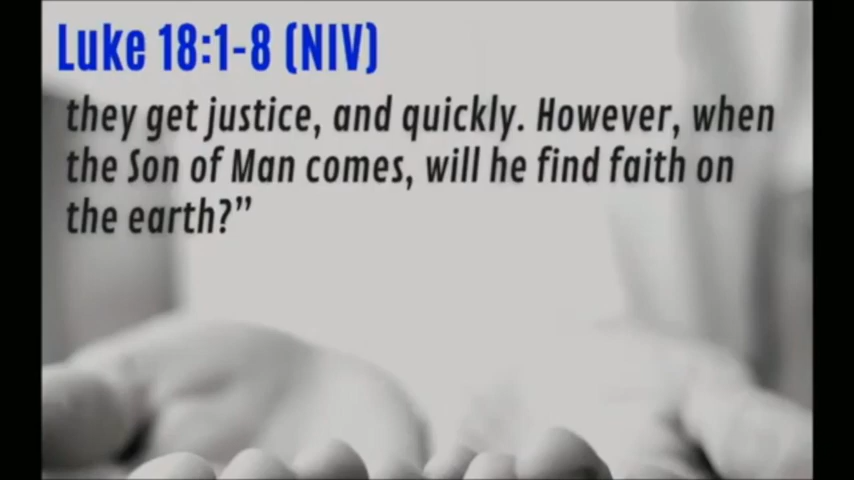 Luke 18:1-8 (NIV)
they get justice, and quickly. However, when
the Son of Man comes, will he find faith on
the earth?”